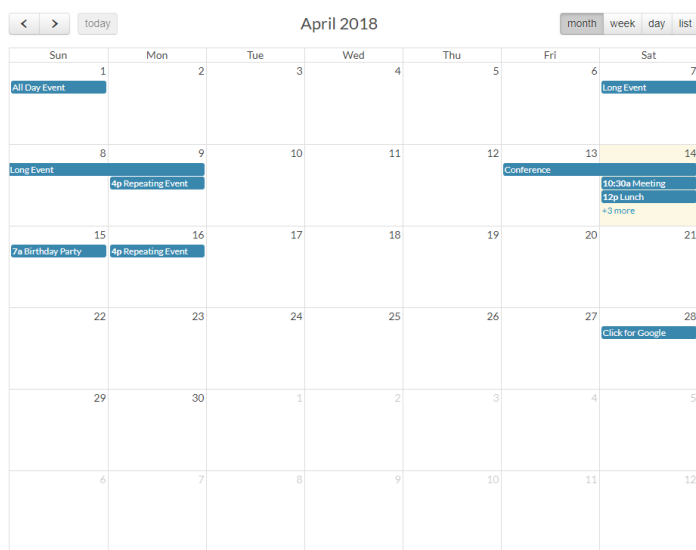 < > today April 2018 month week day list
Sun Mon Tue Wed Thu Fri Sat
1 2 3 4 5 6 7
All Day Event Long Event
8 9 10 11 12 13 14
Long Event Conference
4p Repeating Event 10:30a Meeting
12p Lunch
+3 more
15 16 17 18 19 20 21
7a Birthday Party 4p Repeating Event
22 23 24 25 26 27 28
Click for Google
29 30 1 2 3 4 5
6 7 8 9 10 11 12